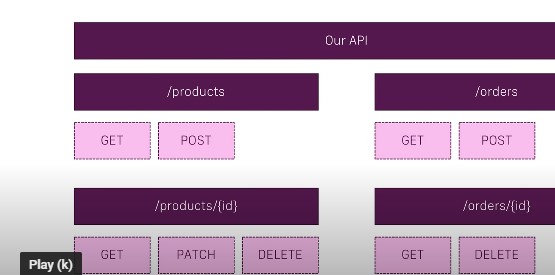 Our API
/products
/orders
GET POST
GET POST
/products/{id}
/orders/{id}
GET PATCH DELETE
GET DELETE
Play (k)